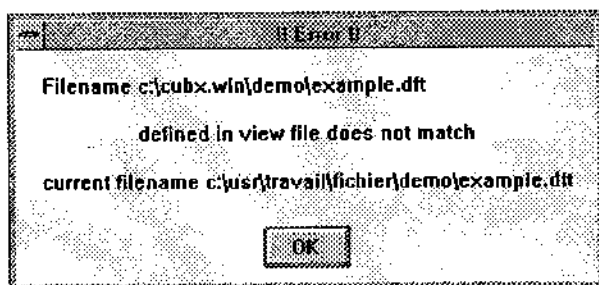 !! Error !!
Filename c:\cubx.win\demo\example.dft
defined in view file does not match
current filename c:\usr\travail\fichier\demo\example.dft
OK